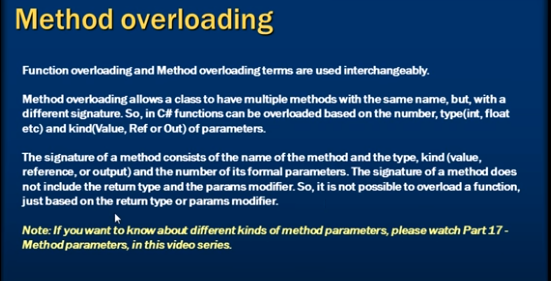 Method overloading
Function overloading and Method overloading terms are used interchangeably.
Method overloading allows a class to have multiple methods with the same name, but, with a
different signature. So, in C# functions can be overloaded based on the number, type(int, float
etc) and kind(Value, Ref or Out) of parameters.
The signature of a method consists of the name of the method and the type, kind (value,
reference, or output) and the number of its formal parameters. The signature of a method does
not include the return type and the params modifier. So, it is not possible to overload a function,
just based on the return type or params modifier.
Note: If you want to know about different kinds of method parameters, please watch Part 17 -
Method parameters, in this video series.